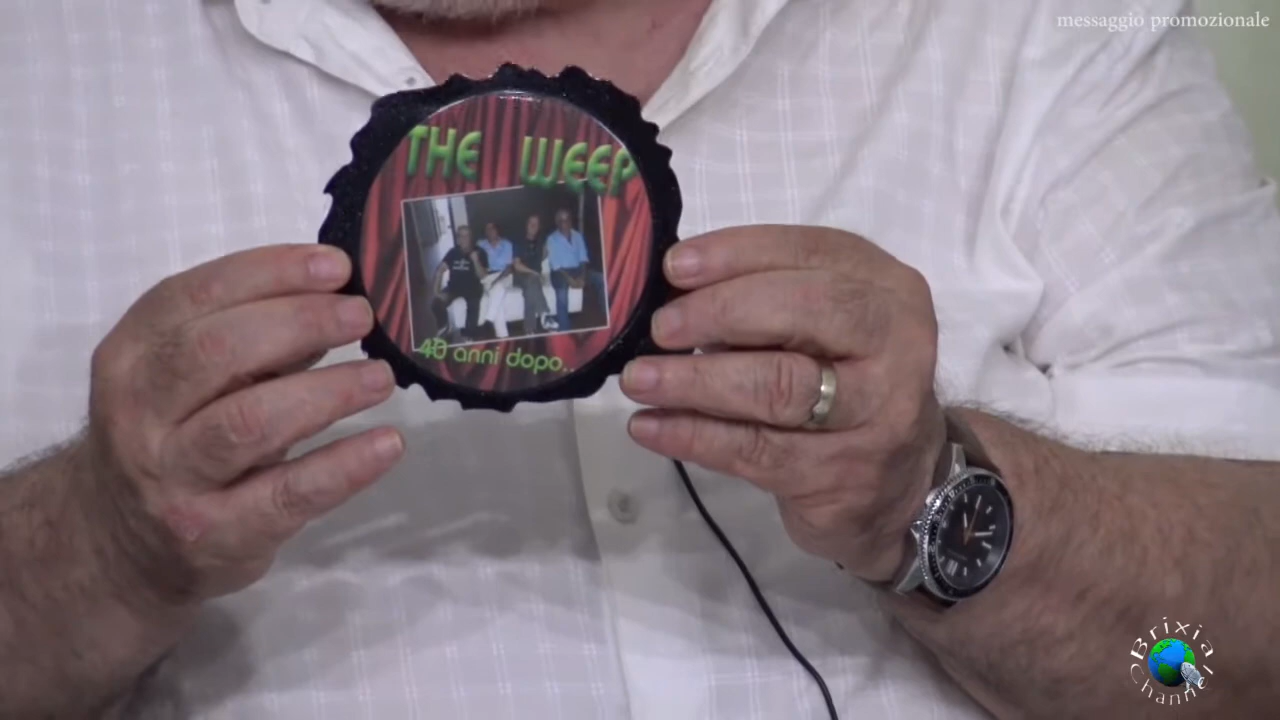 messaggio promozionale
THE WEEP
40 anni dopo..
Brixia
Channel